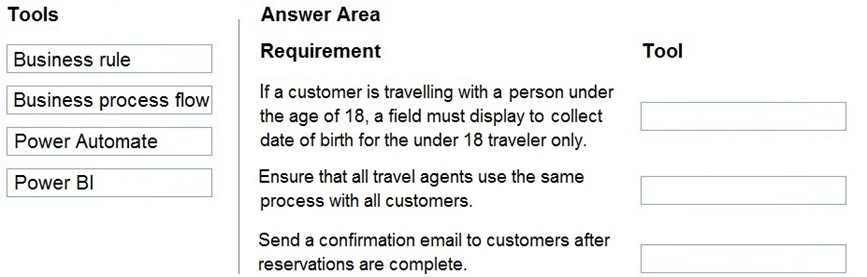 Tools
Business rule
Business process flow
Power Automate
Power BI
Answer Area
Requirement
Tool
If a customer is travelling with a person under
the age of 18, a field must display to collect
date of birth for the under 18 traveler only.
Ensure that all travel agents use the same
process with all customers.
Send a confirmation email to customers after
reservations are complete.